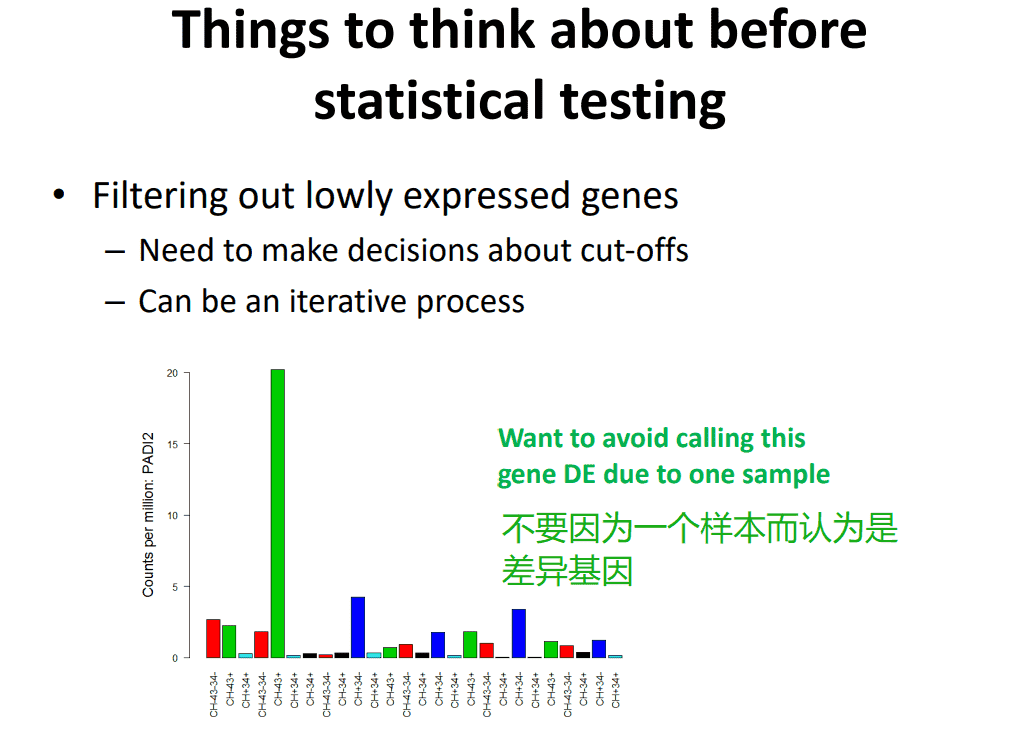 Things to think about before
statistical testing
• Filtering out lowly expressed genes
– Need to make decisions about cut-offs
– Can be an iterative process
Counts per million: PADI2
20
15
10
5
0
Want to avoid calling this
gene DE due to one sample
不要因为一个样本而认为是
差异基因
CH-43-34-
CH-43+
CH+34+
CH-43-34-
CH-43+
CH+34+
CH-34+
CH-43-34-
CH-34+
CH+34-
CH+34+
CH-43+
CH-43-34-
CH-34+
CH+34-
CH+34+
CH-43+
CH-43-34-
CH-34+
CH+34-
CH+34+
CH-43+
CH-43-34-
CH-34+
CH+34-
CH+34+